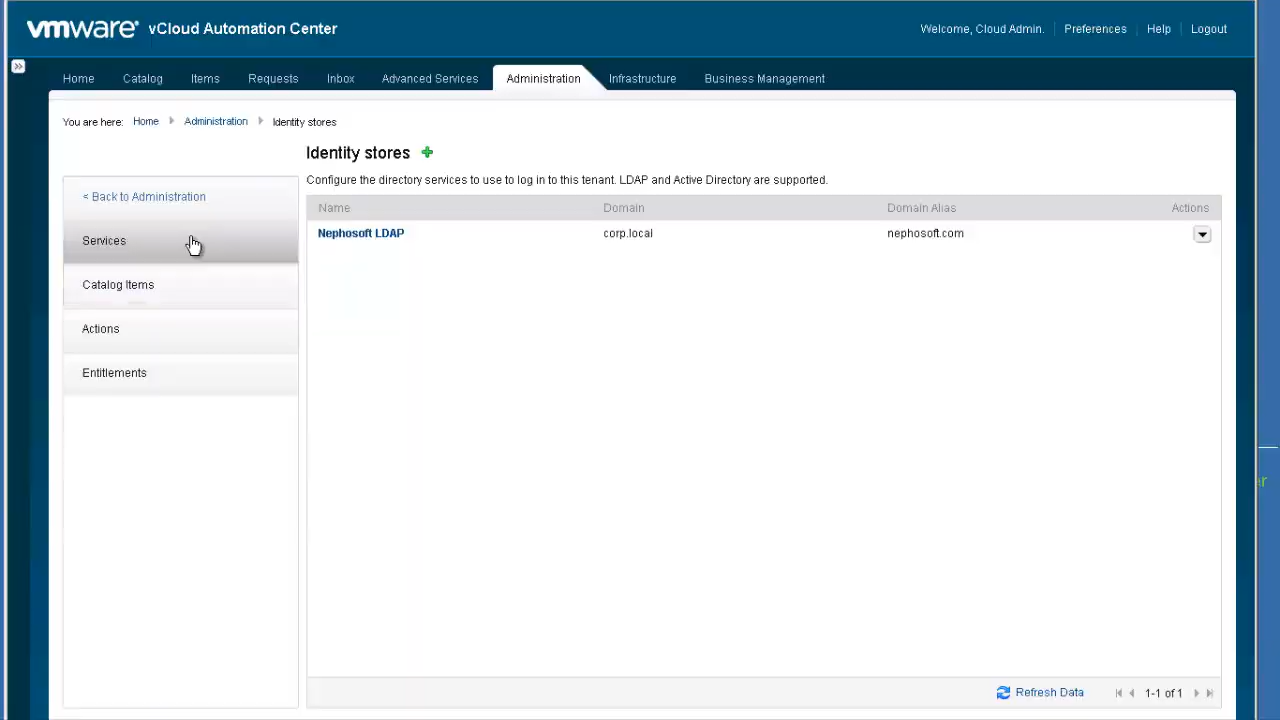 vmware® vCloud Automation Center
Welcome, Cloud Admin. Preferences Help Logout
Home Catalog Items Requests Inbox Advanced Services Administration Infrastructure Business Management
You are here: Home Administration Identity stores
Identity stores
Configure the directory services to use to log in to this tenant. LDAP and Active Directory are supported.
< Back to Administration
Services
Catalog Items
Actions
Entitlements
Name Domain Domain Alias Actions
Nephosoft LDAP corp.local nephosoft.com
Refresh Data 1-1 of 1